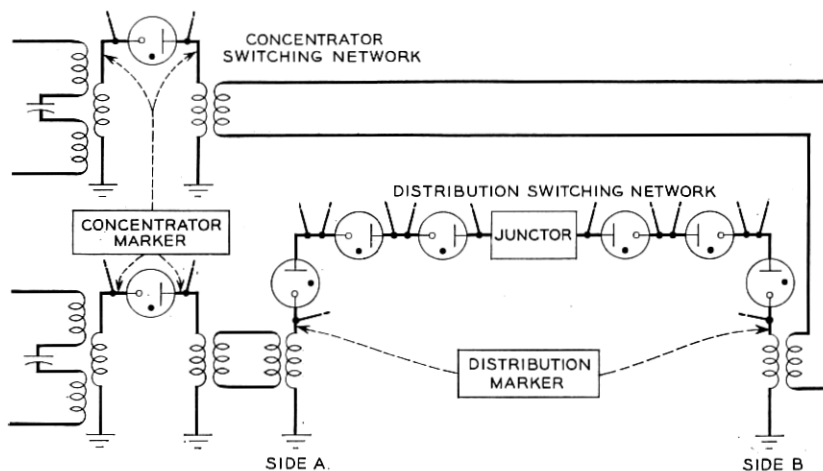 CONCENTRATOR
SWITCHING NETWORK
DISTRIBUTION SWITCHING NETWORK
CONCENTRATOR
MARKER
JUNCTOR
DISTRIBUTION
MARKER
SIDE A.
SIDE B